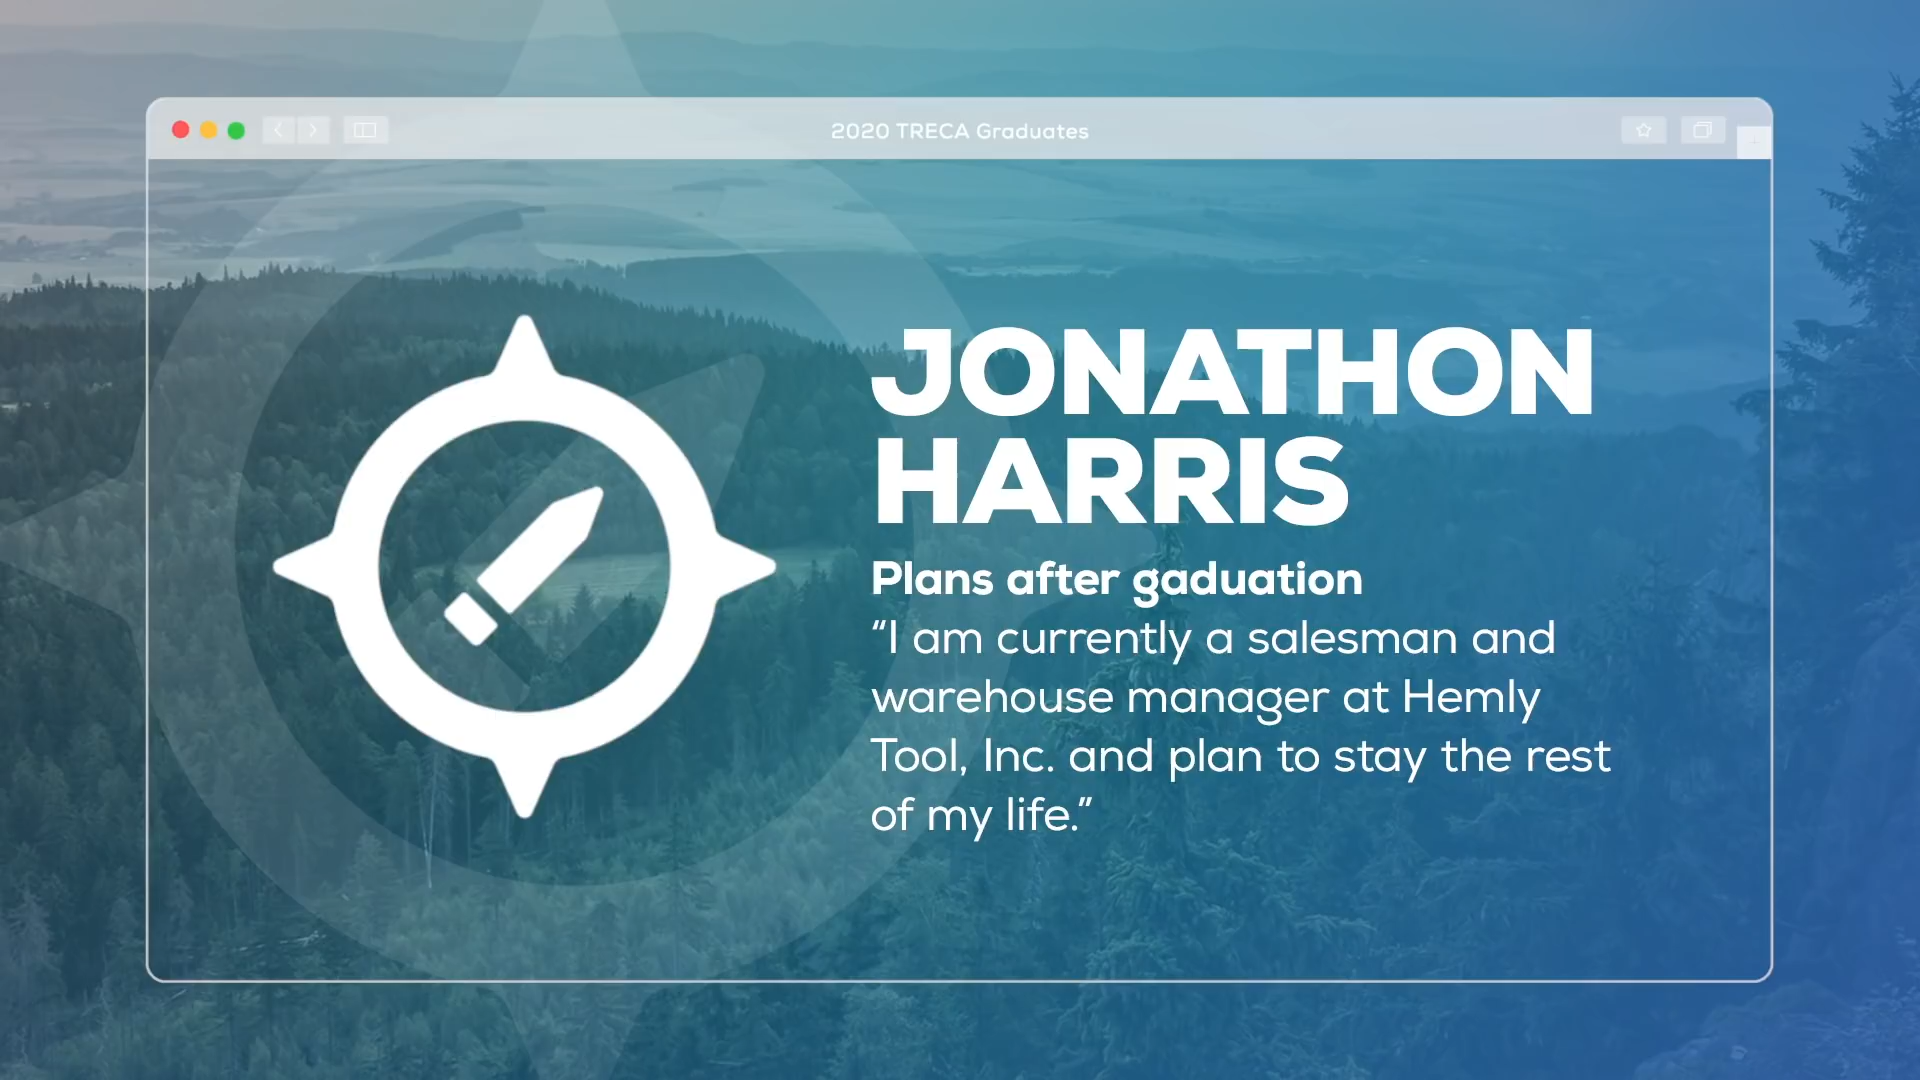 2020 TRECA Graduates
JONATHON
HARRIS
Plans after gaduation
“I am currently a salesman and
warehouse manager at Hemly
Tool, Inc. and plan to stay the rest
of my life.”